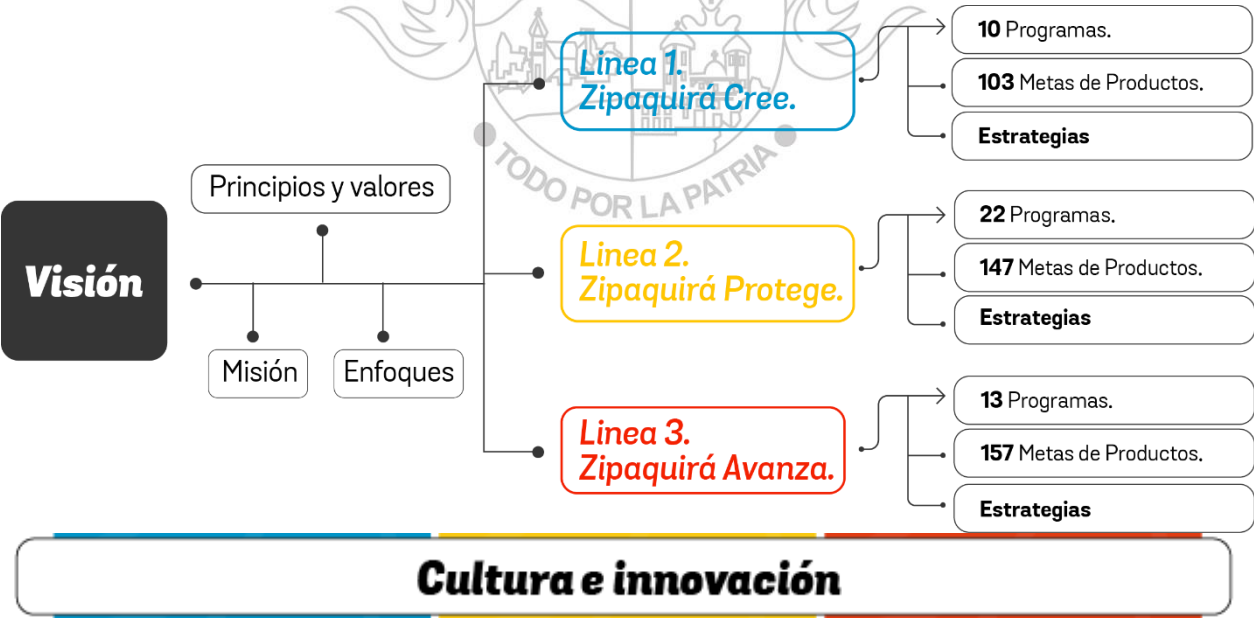 Visión
Principios y valores
Misión
Enfoques
Linea 1.
Zipaquirá Cree.
10 Programas.
103 Metas de Productos.
Estrategias
TODO POR LA PATRIA
Linea 2.
Zipaquirá Protege.
22 Programas.
147 Metas de Productos.
Estrategias
Linea 3.
Zipaquirá Avanza.
13 Programas.
157 Metas de Productos.
Estrategias
Cultura e innovación